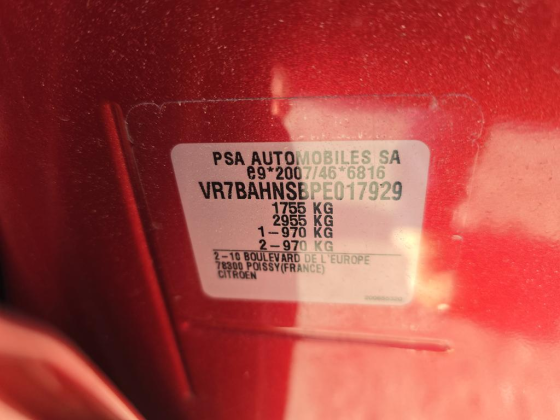 PSA AUTOMOBILES SA
e9*2007/46*6816
VR7BAHNSBPE017929
1755 KG
2955 KG
1-970 KG
2-970 KG
2-10 BOULEVARD DE L'EUROPE
78300 POISSY(FRANCE)
CITROEN